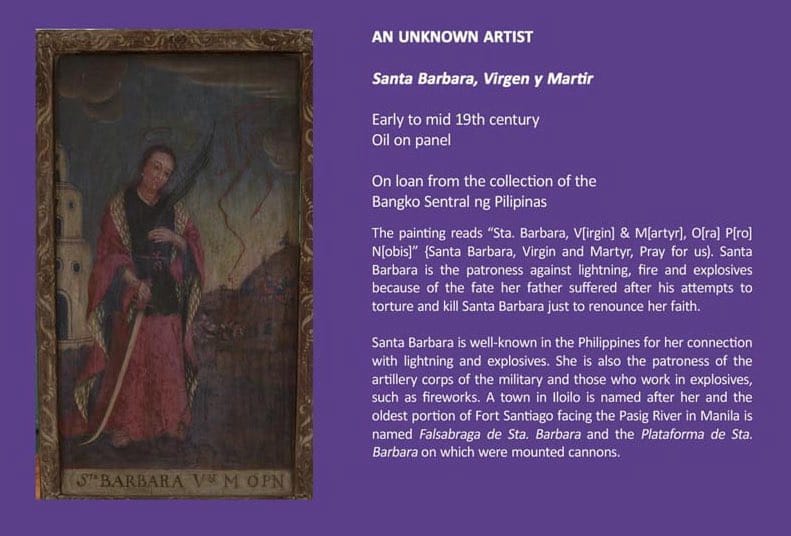 AN UNKNOWN ARTIST
Santa Barbara, Virgen y Martir
Early to mid 19th century
Oil on panel
On loan from the collection of the
Bangko Sentral ng Pilipinas
The painting reads “Sta. Barbara, V[irgin] & M[artyr], O[ra] P[ro]
N[obis]” {Santa Barbara, Virgin and Martyr, Pray for us). Santa
Barbara is the patroness against lightning, fire and explosives
because of the fate her father suffered after his attempts to
torture and kill Santa Barbara just to renounce her faith.
Santa Barbara is well-known in the Philippines for her connection
with lightning and explosives. She is also the patroness of the
artillery corps of the military and those who work in explosives,
such as fireworks. A town in Iloilo is named after her and the
oldest portion of Fort Santiago facing the Pasig River in Manila is
named Falsabraga de Sta. Barbara and the Plataforma de Sta.
Barbara on which were mounted cannons.
Sta BARBARA M OPN